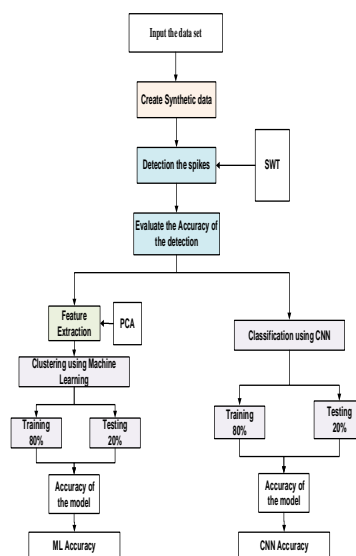 Input the data set
Create Synthetic data
Detection the spikes
SWT
Evaluate the Accuracy of
the detection
Feature
Extraction
PCA
Clustering using Machine
Learning
Training
80%
Testing
20%
Accuracy of
the model
ML Accuracy
Classification using CNN
Training
80%
Testing
20%
Accuracy of
the model
CNN Accuracy